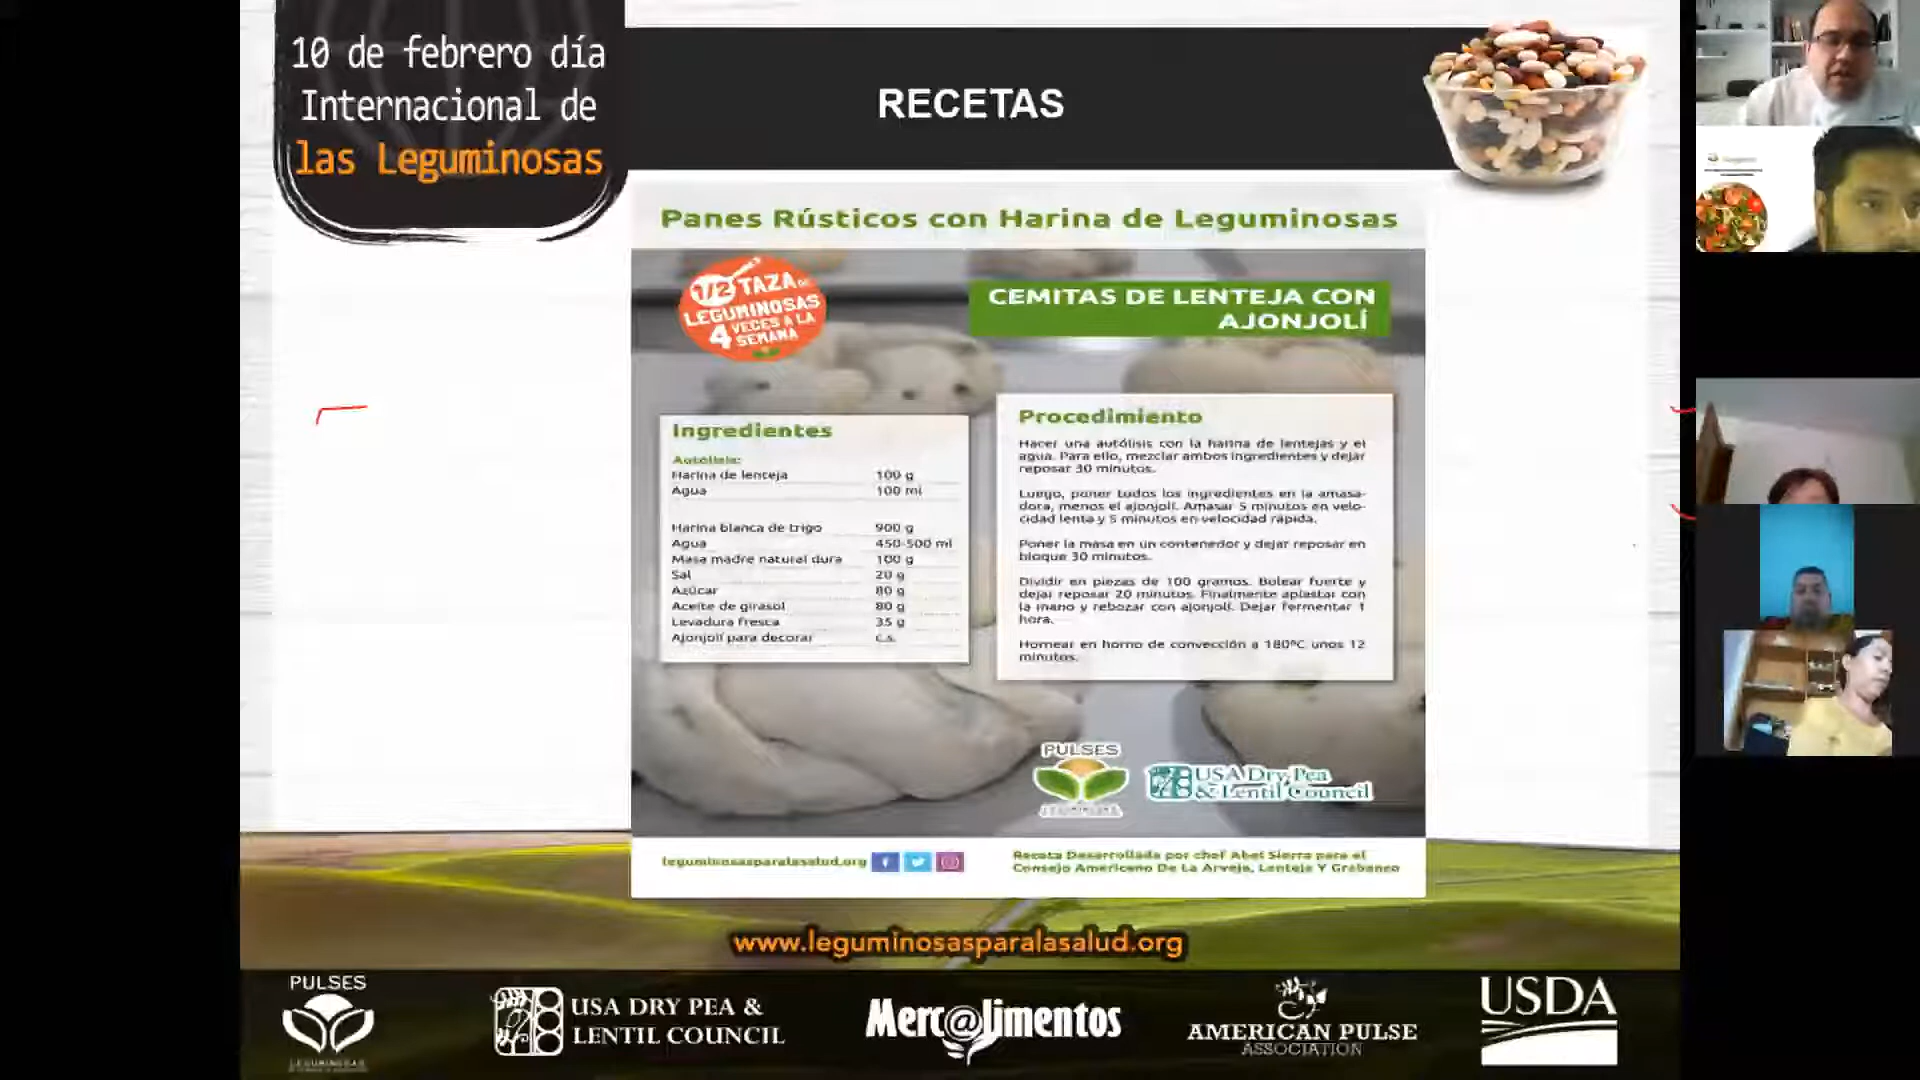 10 de febrero día
Internacional de
las Leguminosas
RECETAS
Panes Rústicos con Harina de Leguminosas
1/2 TAZA DE
LEGUMINOSAS
4 VECES A LA
SEMANA
CEMITAS DE LENTEJA CON
AJONJOLÍ
Ingredientes
Autólisis:
Harina de lenteja 100 g
Agua 100 ml
Harina blanca de trigo 900 g
Agua 450-500 ml
Masa madre natural dura 100 g
Sal 20 g
Azúcar 80 g
Aceite de girasol 80 g
Levadura fresca 35 g
Ajonjolí para decorar c.s.
Procedimiento
Hacer una autólisis con la harina de lentejas y el
agua. Para ello, mezclar ambos ingredientes y dejar
reposar 30 minutos.
Luego, poner todos los ingredientes en la amasa-
dora, menos el ajonjolí. Amasar 5 minutos en velo-
cidad lenta y 5 minutos en velocidad rápida.
Poner la masa en un contenedor y dejar reposar en
bloque 30 minutos.
Dividir en piezas de 100 gramos. Bolear fuerte y
dejar reposar 20 minutos. Finalmente aplastar con
la mano y rebozar con ajonjolí. Dejar fermentar 1
hora.
Hornear en horno de convección a 180ºC unos 12
minutos.
PULSES
LEGUMINOSAS
USA Dry Pea
& Lentil Council
leguminosasparalasalud.org
Receta Desarrollada por chef Abel Sierra para el
Consejo Americano De La Arveja, Lenteja Y Grabanzo
www.leguminosasparalasalud.org
PULSES
LEGUMINOSAS
USA DRY PEA &
LENTIL COUNCIL
Merc@limentos
AMERICAN PULSE
ASSOCIATION
USDA